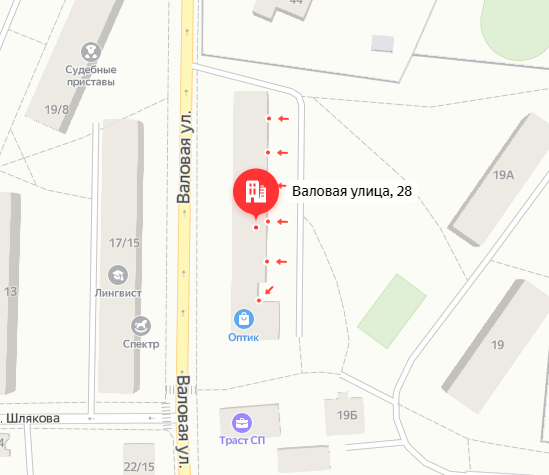 44
Судебные
приставы
19/8
Валовая ул.
19А
Валовая улица, 28
17/15
Лингвист
13
Оптик
Спектр
19
Валовая ул.
. Шлякова
19Б
Траст СП
22/15